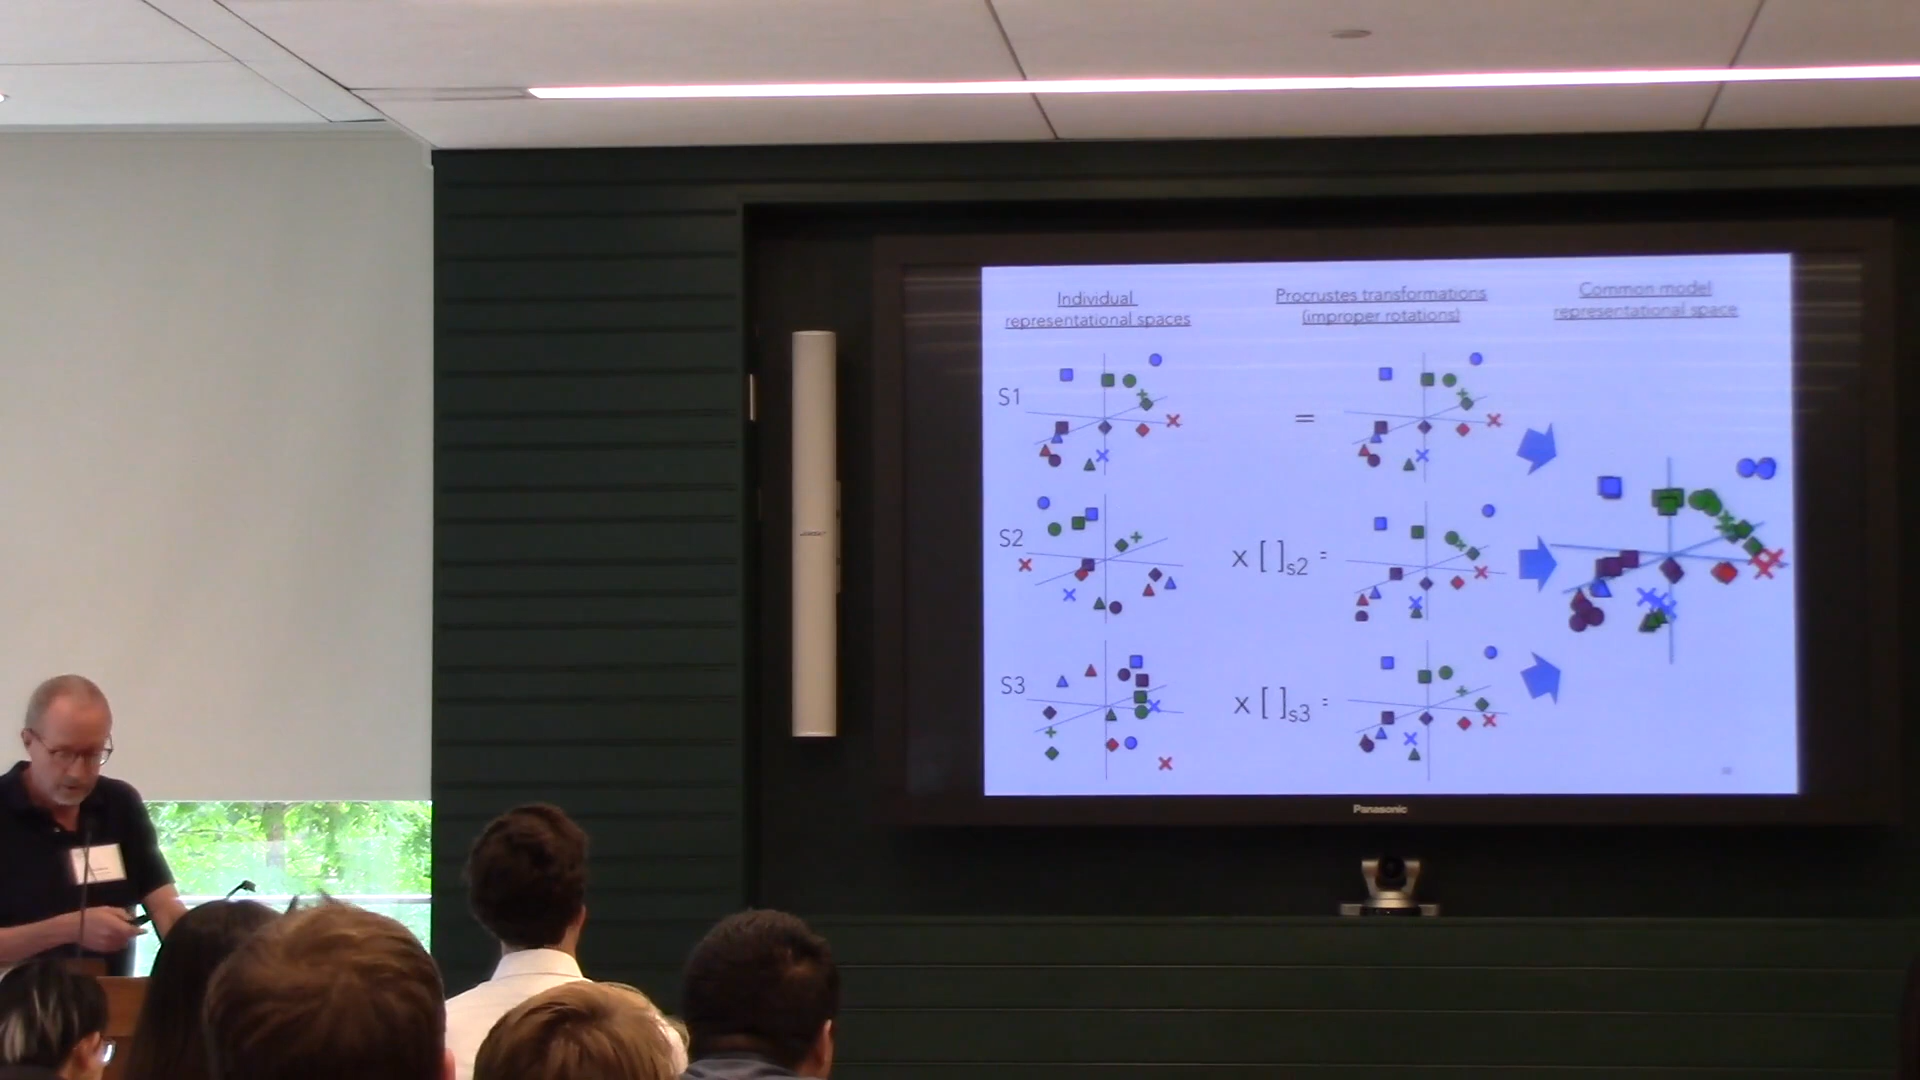 Individual
representational spaces
Procrustes transformations
(improper rotations)
Common model
representational space
S1
=
S2
x [ ]s2 =
S3
x [ ]s3 =
Panasonic